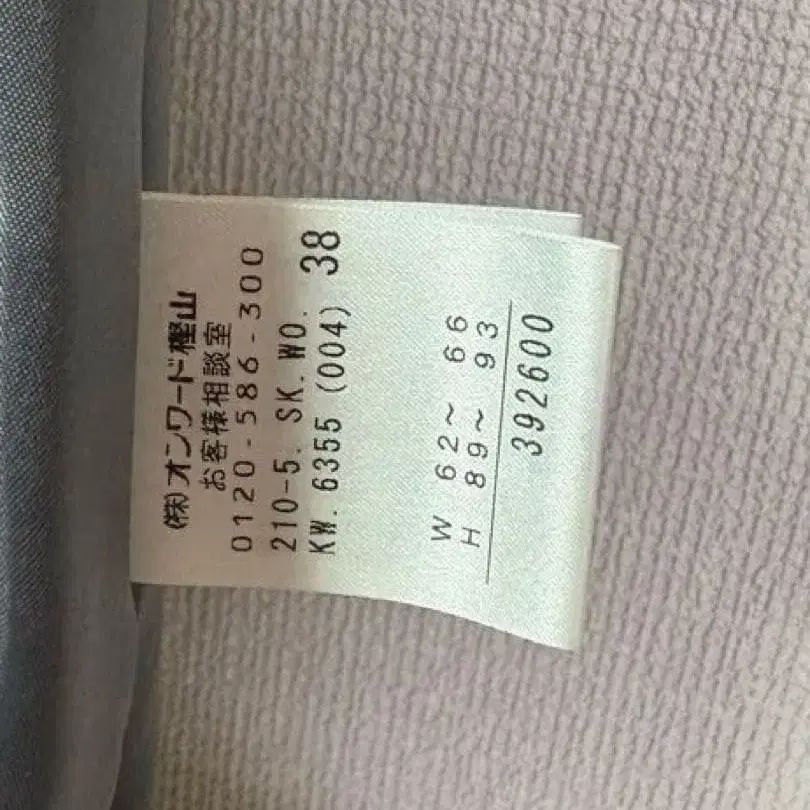 (株)オンワード樫山
お客様相談室
0120-586-300
210-5. SK. WO.
KW. 6355 (004) 38
W 62~ 66
H 89~ 93
392600